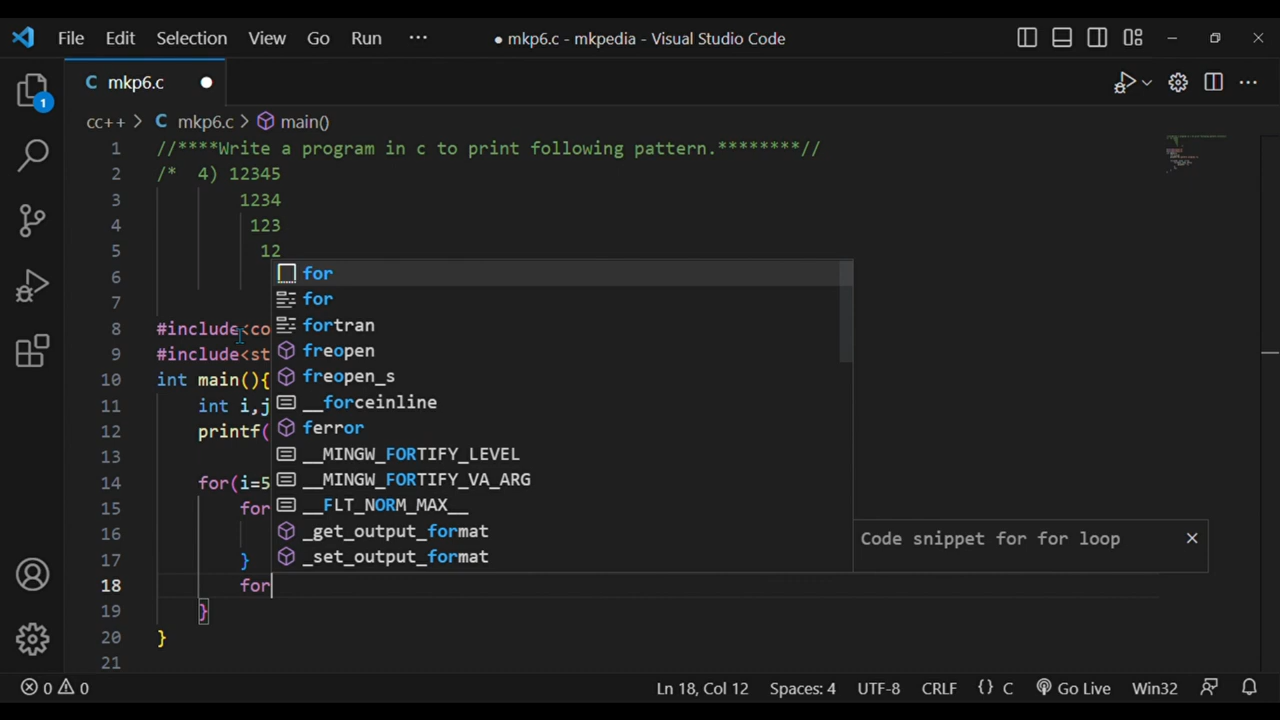 File Edit Selection View Go Run ··· ● mkp6.c - mkpedia - Visual Studio Code
C mkp6.c ●
cc++ > C mkp6.c > main()
1 //****Write a program in c to print following pattern.********//
2 /* 4) 12345
3 1234
4 123
5 12
6 for
7 for
8 #include<co fortran
9 #include<st freopen
10 int main(){ freopen_s
11 int i,j __forceinline
12 printf( ferror
13 __MINGW_FORTIFY_LEVEL
14 for(i=5 __MINGW_FORTIFY_VA_ARG
15 for __FLT_NORM_MAX__
16 _get_output_format Code snippet for for loop ×
17 } _set_output_format
18 for
19 }
20 }
21
1
0 0 Ln 18, Col 12 Spaces: 4 UTF-8 CRLF {} C Go Live Win32